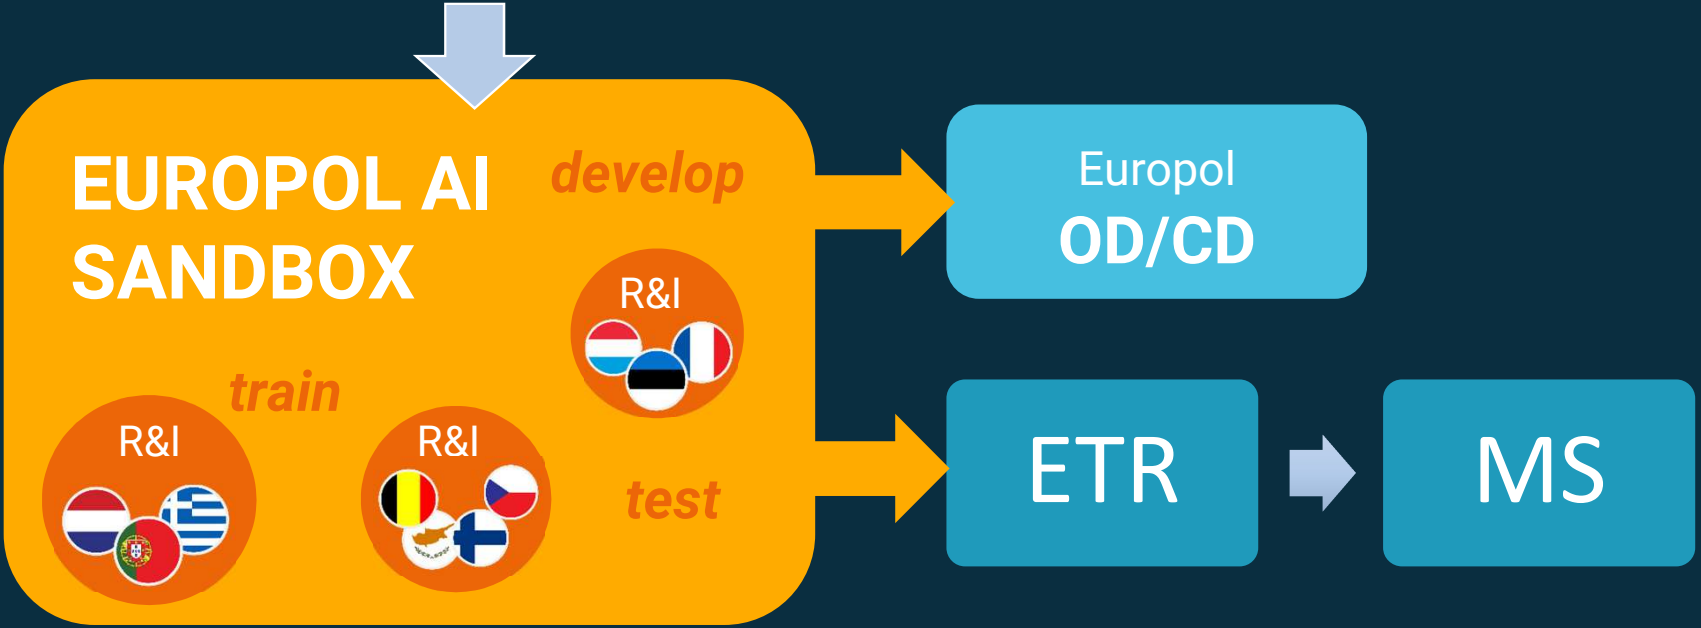 EUROPOL AI
SANDBOX
develop
R&I
train
R&I
R&I
test
Europol
OD/CD
ETR
MS